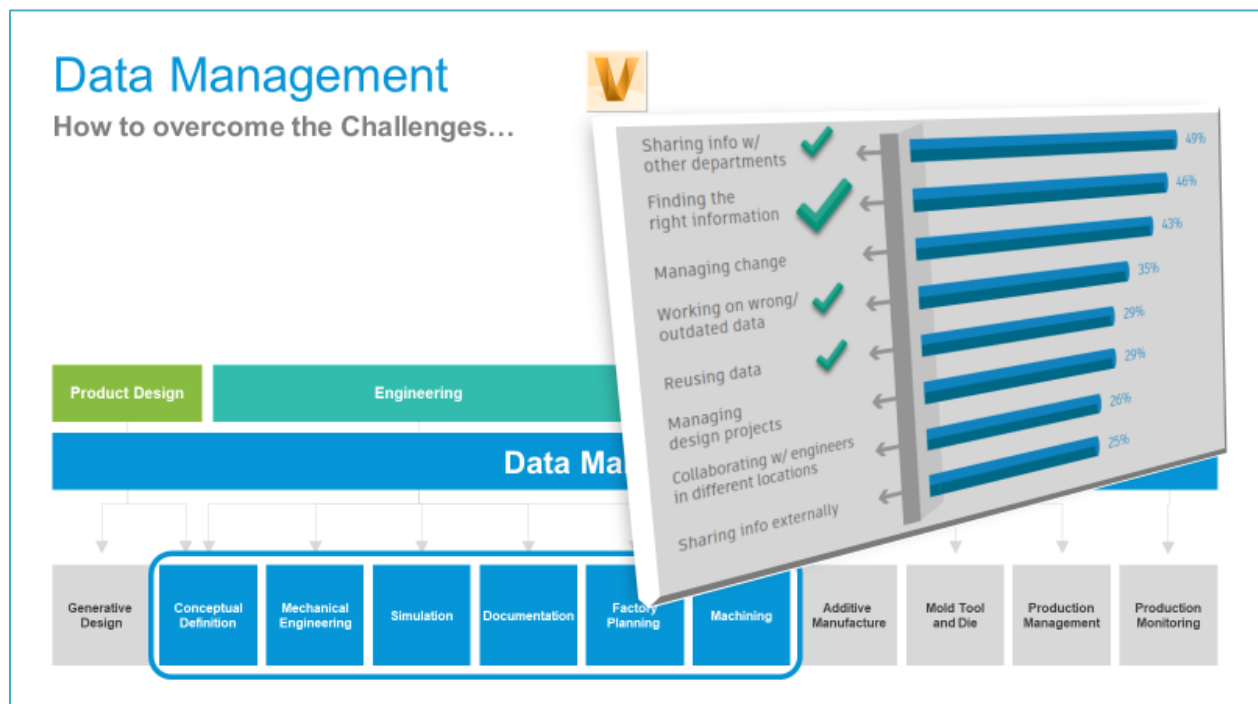 Data Management
How to overcome the Challenges...
Sharing info w/
other departments
49%
Finding the
right information
46%
Managing change
43%
Working on wrong/
outdated data
35%
Reusing data
29%
Managing
design projects
29%
Collaborating w/ engineers
in different locations
26%
Sharing info externally
25%
Product Design
Engineering
Data Ma
Generative
Design
Conceptual
Definition
Mechanical
Engineering
Simulation
Documentation
Factory
Planning
Machining
Additive
Manufacture
Mold Tool
and Die
Production
Management
Production
Monitoring